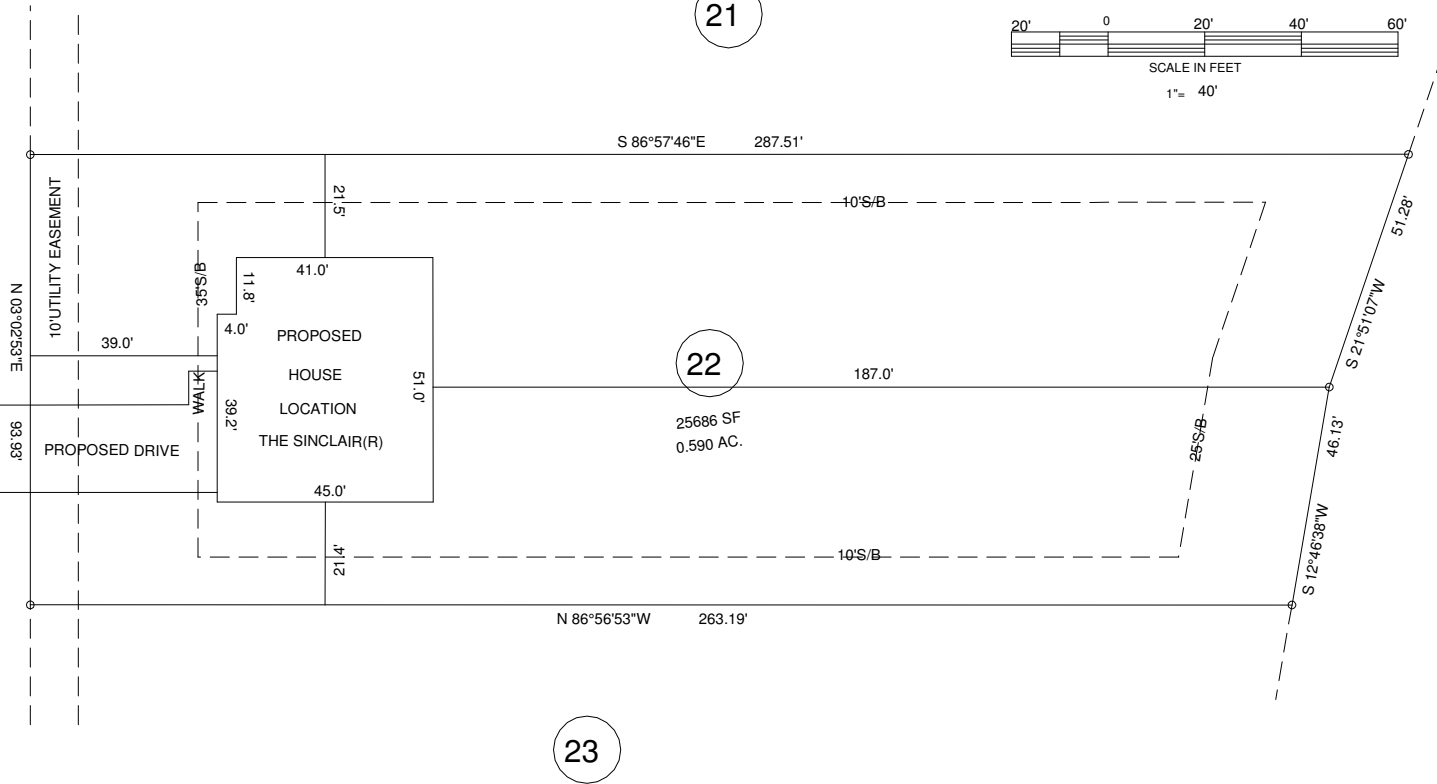 21
20' 0 20' 40' 60'
SCALE IN FEET
1"= 40'
S 86°57'46"E 287.51'
10'UTILITY EASEMENT
21.5'
10'S/B
51.28'
35'S/B
11.8'
41.0'
N 03°02'53"E
93.93'
39.0'
4.0'
PROPOSED
HOUSE
LOCATION
THE SINCLAIR(R)
51.0'
22
187.0'
S 21°51'07"W
WALK
39.2'
25686 SF
0.590 AC.
PROPOSED DRIVE
25'S/B
46.13'
45.0'
21.4'
10'S/B
S 12°46'38"W
N 86°56'53"W 263.19'
23